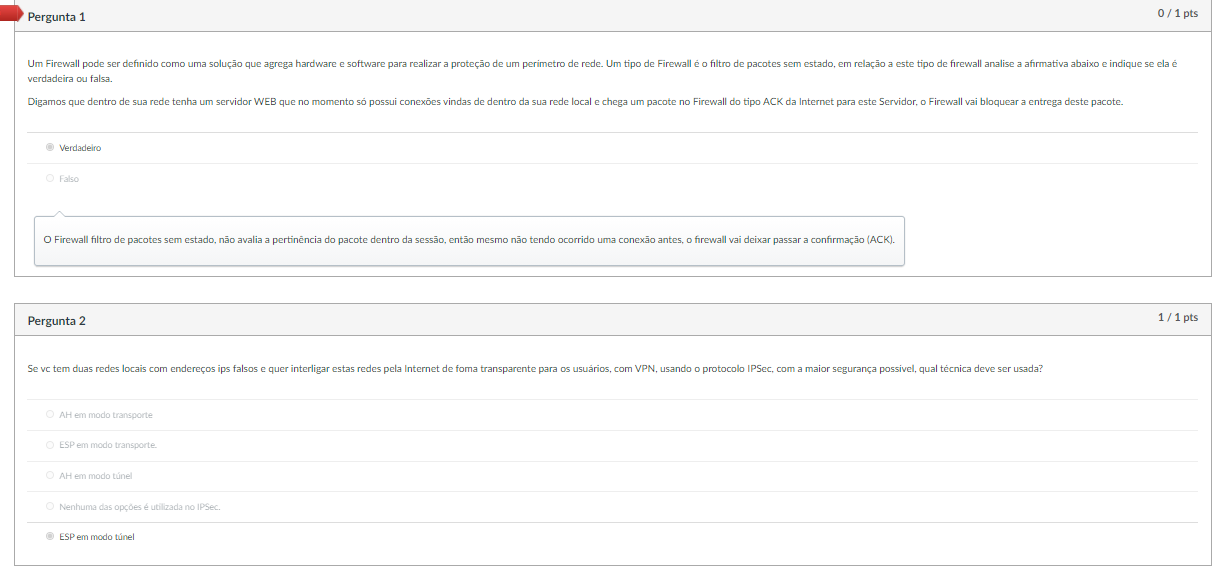 Pergunta 1
0 / 1 pts
Um Firewall pode ser definido como uma solução que agrega hardware e software para realizar a proteção de um perímetro de rede. Um tipo de Firewall é o filtro de pacotes sem estado, em relação a este tipo de firewall analise a afirmativa abaixo e indique se ela é
verdadeira ou falsa.
Digamos que dentro de sua rede tenha um servidor WEB que no momento só possui conexões vindas de dentro da sua rede local e chega um pacote no Firewall do tipo ACK da Internet para este Servidor, o Firewall vai bloquear a entrega deste pacote.
Verdadeiro
Falso
O Firewall filtro de pacotes sem estado, não avalia a pertinência do pacote dentro da sessão, então mesmo não tendo ocorrido uma conexão antes, o firewall vai deixar passar a confirmação (ACK).
Pergunta 2
1 / 1 pts
Se vc tem duas redes locais com endereços ips falsos e quer interligar estas redes pela Internet de foma transparente para os usuários, com VPN, usando o protocolo IPSec, com a maior segurança possível, qual técnica deve ser usada?
AH em modo transporte
ESP em modo transporte.
AH em modo túnel
Nenhuma das opções é utilizada no IPSec.
ESP em modo túnel